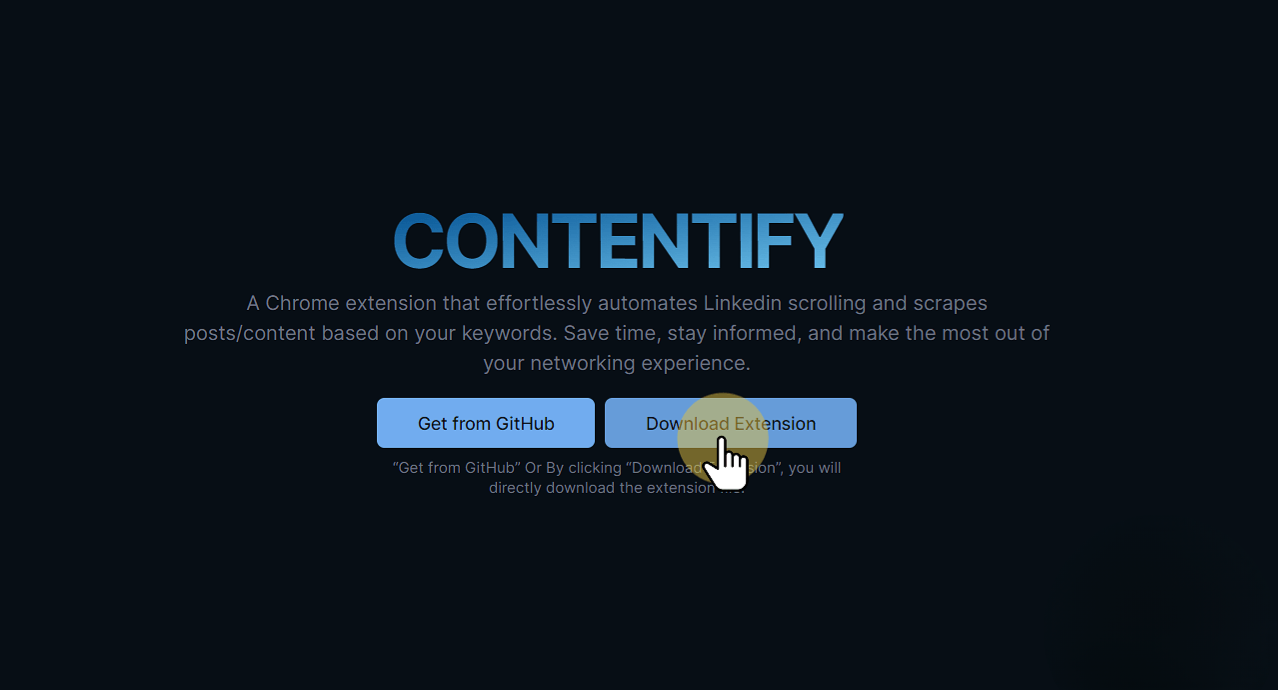 CONTENTIFY
A Chrome extension that effortlessly automates Linkedin scrolling and scrapes
posts/content based on your keywords. Save time, stay informed, and make the most out of
your networking experience.
Get from GitHub
Download Extension
“Get from GitHub” Or By clicking “Download sion”, you will
directly download the extension